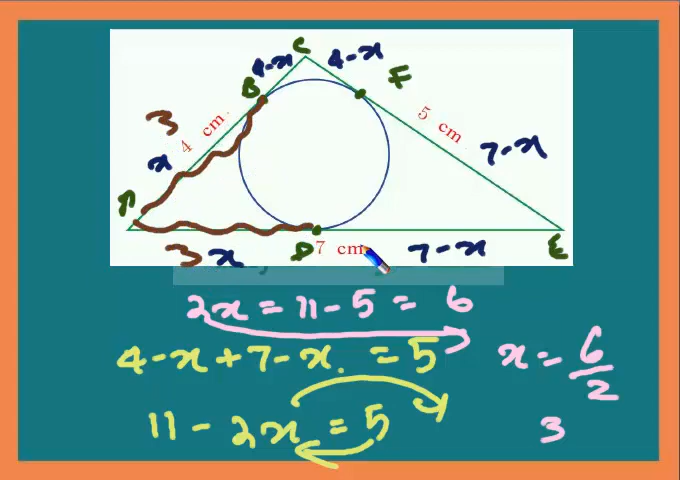 C
4-x 4-x
B F
3 4 cm 5 cm
x 7-x
A
3 x D 7 cm 7-x E
2x = 11 - 5 = 6
4-x+7-x = 5 x = 6/2
11 - 2x = 5 3